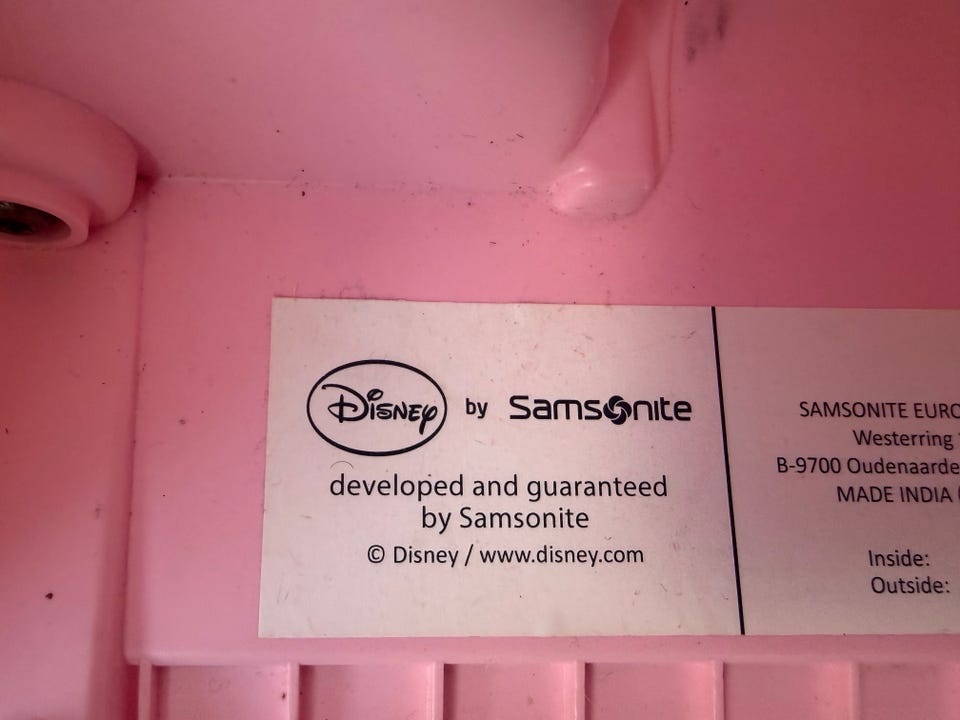 Disney by Samsonite
developed and guaranteed
by Samsonite
© Disney / www.disney.com
SAMSONITE
Westerring
B-9700 Oudenaarde
MADE INDIA
Inside:
Outside: